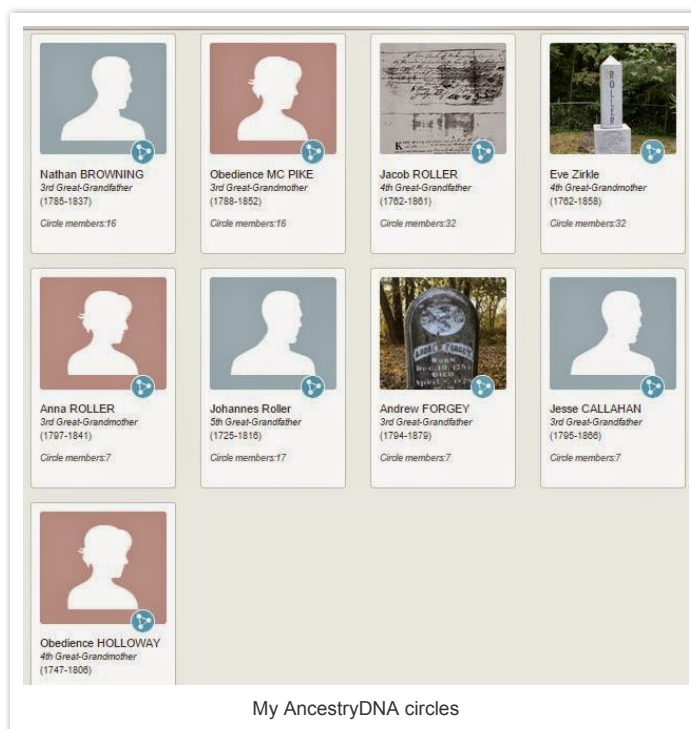 Nathan BROWNING
3rd Great-Grandfather
(1785-1837)
Circle members:16
Obedience MC PIKE
3rd Great-Grandmother
(1788-1852)
Circle members:16
Jacob ROLLER
4th Great-Grandfather
(1762-1861)
Circle members:32
ROLLER
Eve Zirkle
4th Great-Grandmother
(1762-1858)
Circle members:32
Anna ROLLER
3rd Great-Grandmother
(1797-1841)
Circle members:7
Johannes Roller
5th Great-Grandfather
(1725-1816)
Circle members:17
ANDREW FORGEY
BORN
DIED
Andrew FORGEY
3rd Great-Grandfather
(1794-1879)
Circle members:7
Jesse CALLAHAN
3rd Great-Grandfather
(1795-1866)
Circle members:7
Obedience HOLLOWAY
4th Great-Grandmother
(1747-1806)
My AncestryDNA circles